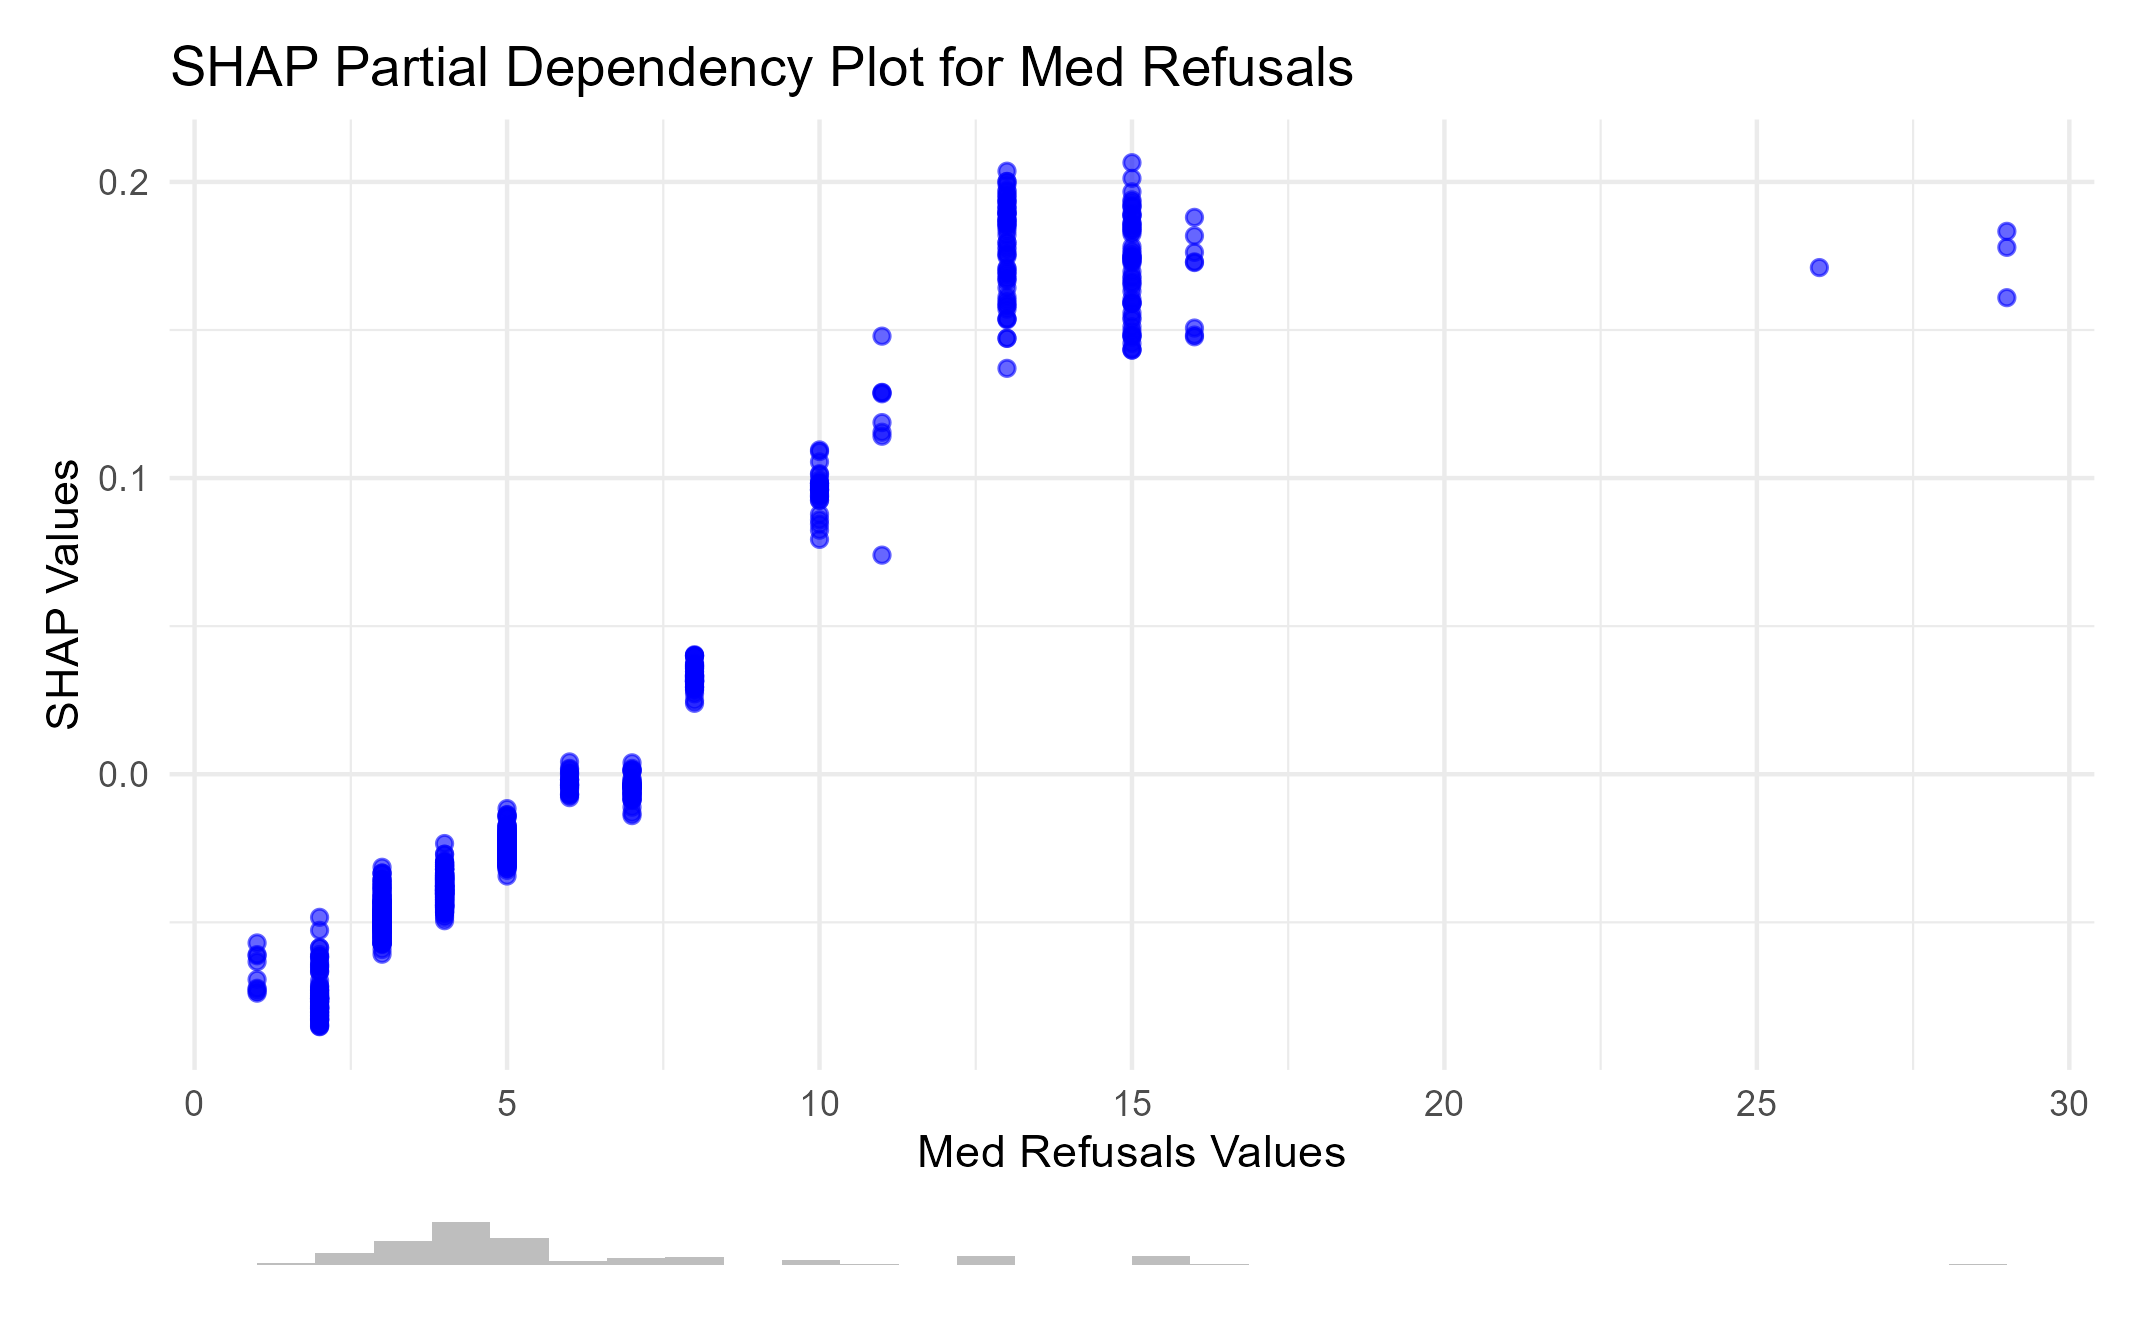 SHAP Partial Dependency Plot for Med Refusals
0.2
0.1
0.0
SHAP Values
0 5 10 15 20 25 30
Med Refusals Values